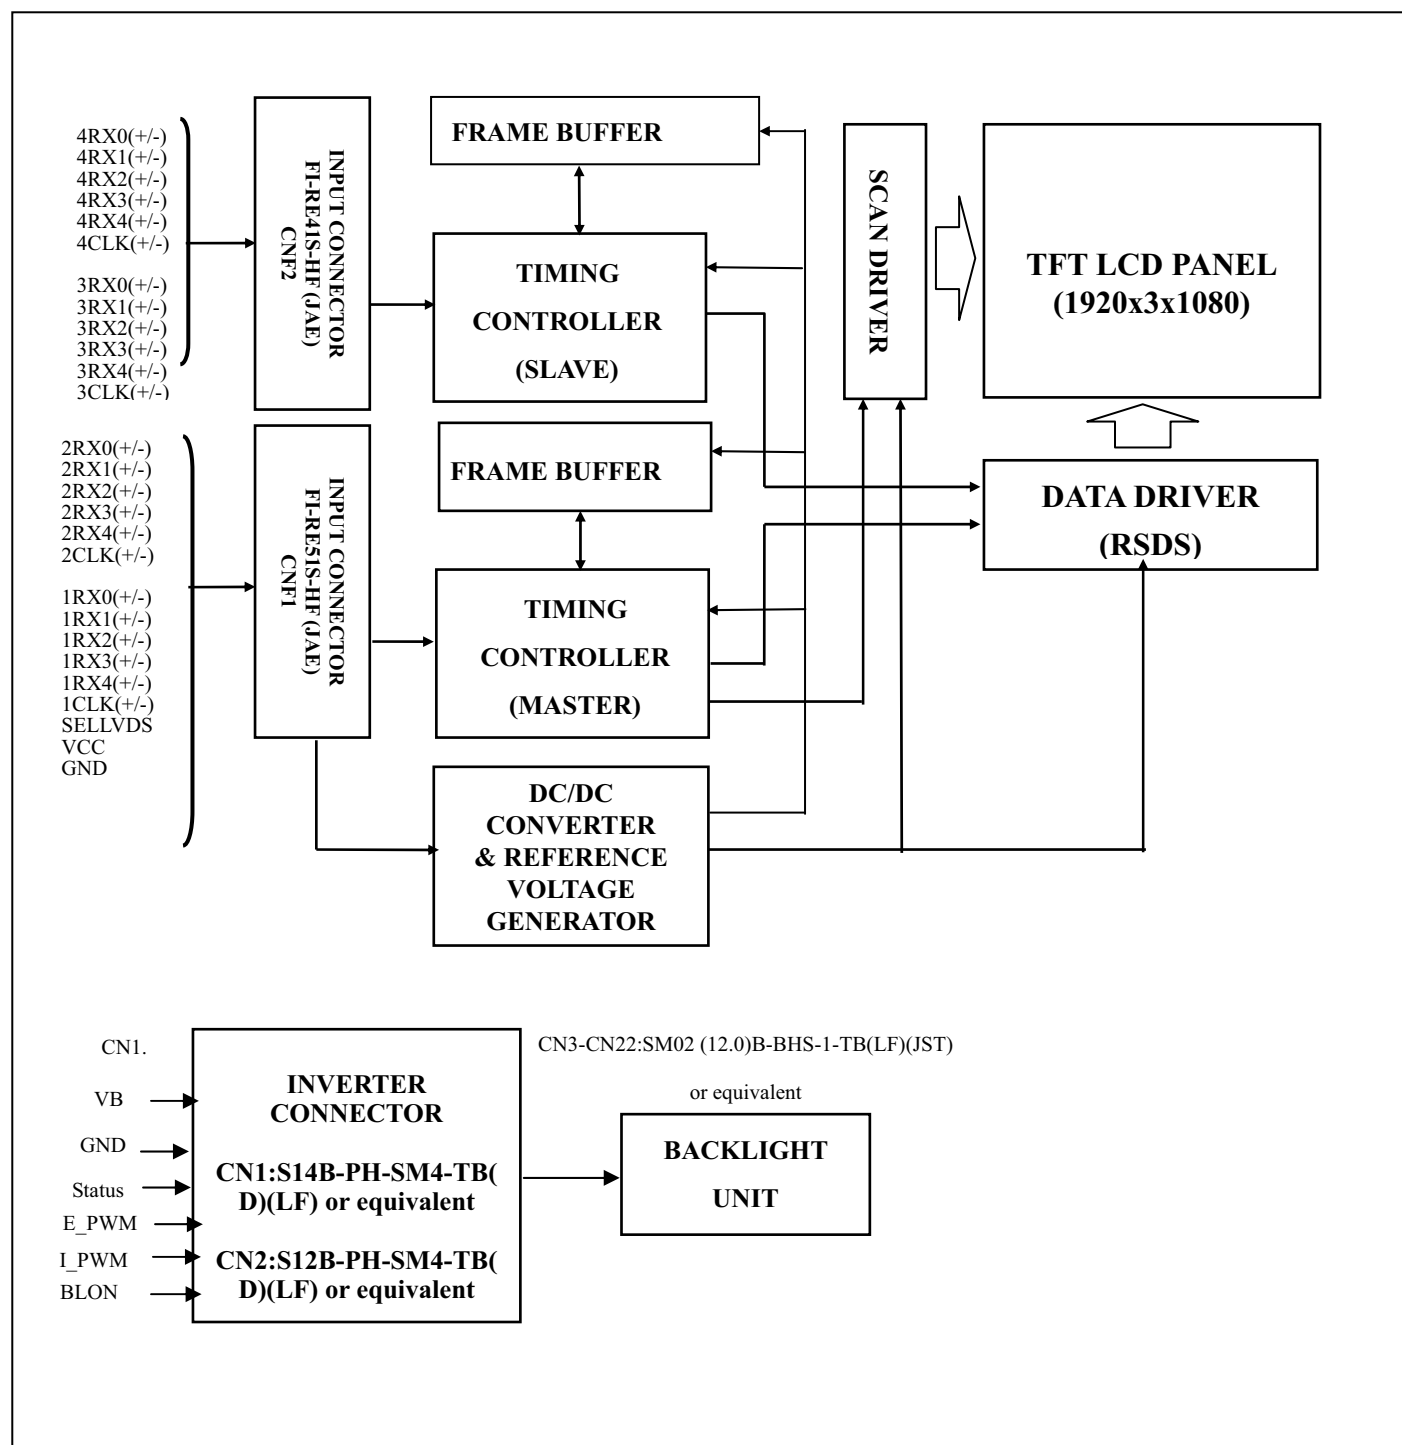 4RX0(+/-)
4RX1(+/-)
4RX2(+/-)
4RX3(+/-)
4RX4(+/-)
4CLK(+/-)
3RX0(+/-)
3RX1(+/-)
3RX2(+/-)
3RX3(+/-)
3RX4(+/-)
3CLK(+/-)
INPUT CONNECTOR
FI-RE41S-HF (JAE)
CNF2
FRAME BUFFER
TIMING
CONTROLLER
(SLAVE)
SCAN DRIVER
TFT LCD PANEL
(1920x3x1080)
2RX0(+/-)
2RX1(+/-)
2RX2(+/-)
2RX3(+/-)
2RX4(+/-)
2CLK(+/-)
1RX0(+/-)
1RX1(+/-)
1RX2(+/-)
1RX3(+/-)
1RX4(+/-)
1CLK(+/-)
SELLVDS
VCC
GND
INPUT CONNECTOR
FI-RE51S-HF (JAE)
CNF1
FRAME BUFFER
TIMING
CONTROLLER
(MASTER)
DATA DRIVER
(RSDS)
DC/DC
CONVERTER
& REFERENCE
VOLTAGE
GENERATOR
CN1.
VB
GND
Status
E_PWM
I_PWM
BLON
INVERTER
CONNECTOR
CN1:S14B-PH-SM4-TB(
D)(LF) or equivalent
CN2:S12B-PH-SM4-TB(
D)(LF) or equivalent
CN3-CN22:SM02 (12.0)B-BHS-1-TB(LF)(JST)
or equivalent
BACKLIGHT
UNIT